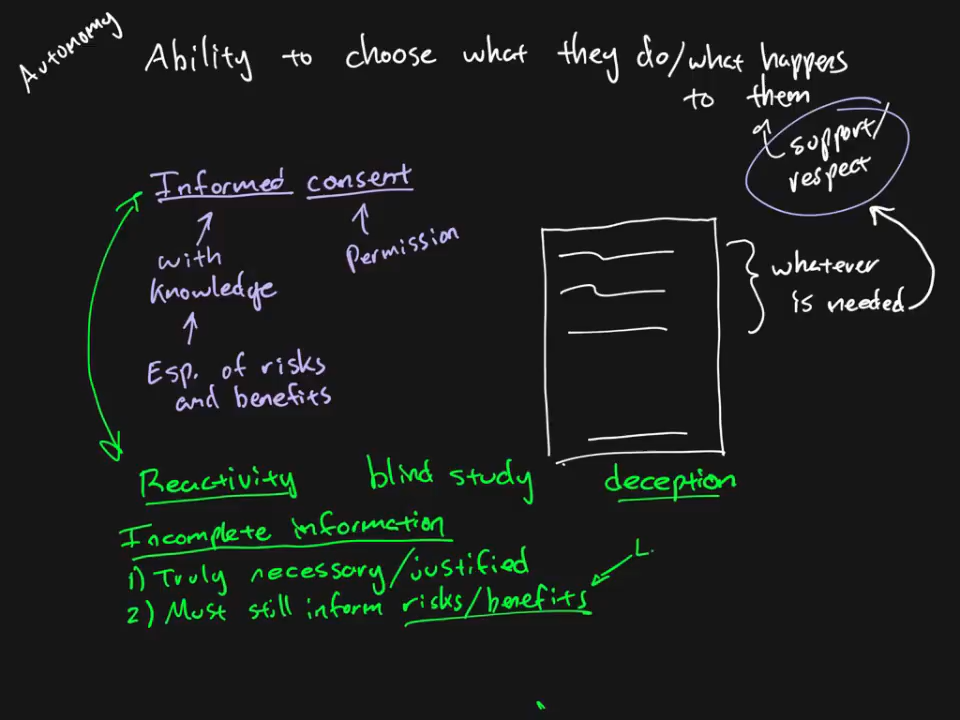 Autonomy
Ability to choose what they do/what happens
to them
support/
respect
Informed consent
with
knowledge
Permission
Esp. of risks
and benefits
whatever
is needed
Reactivity blind study deception
Incomplete information
1) Truly necessary/justified
2) Must still inform risks/benefits
L.